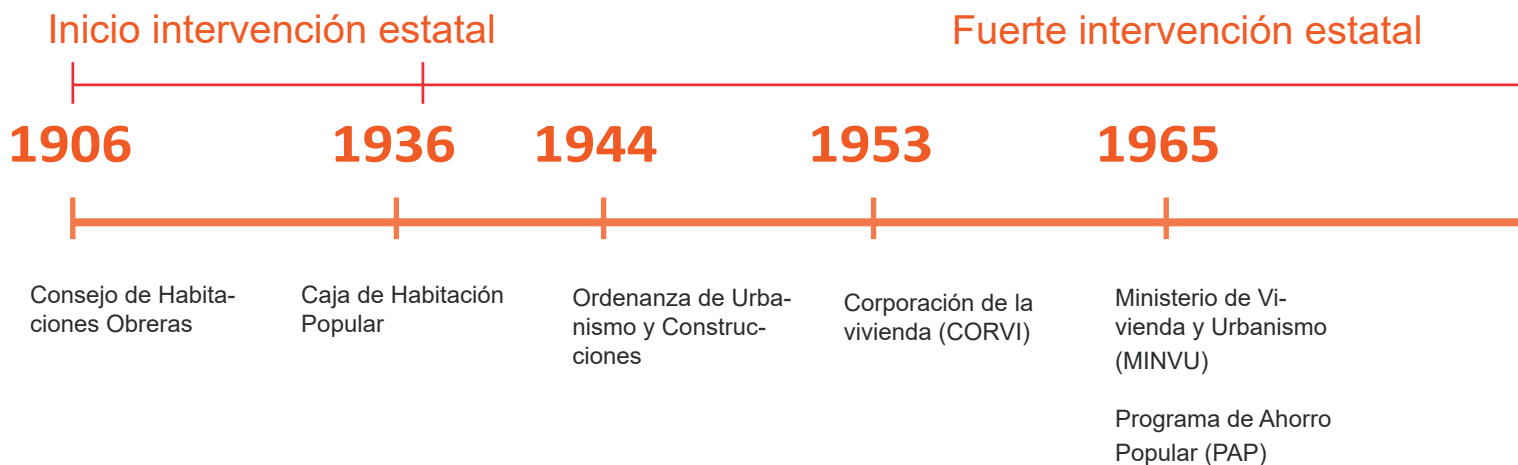 Inicio intervención estatal
Fuerte intervención estatal
1906
1936
1944
1953
1965
Consejo de Habita-
ciones Obreras
Caja de Habitación
Popular
Ordenanza de Urba-
nismo y Construc-
ciones
Corporación de la
vivienda (CORVI)
Ministerio de Vi-
vienda y Urbanismo
(MINVU)
Programa de Ahorro
Popular (PAP)